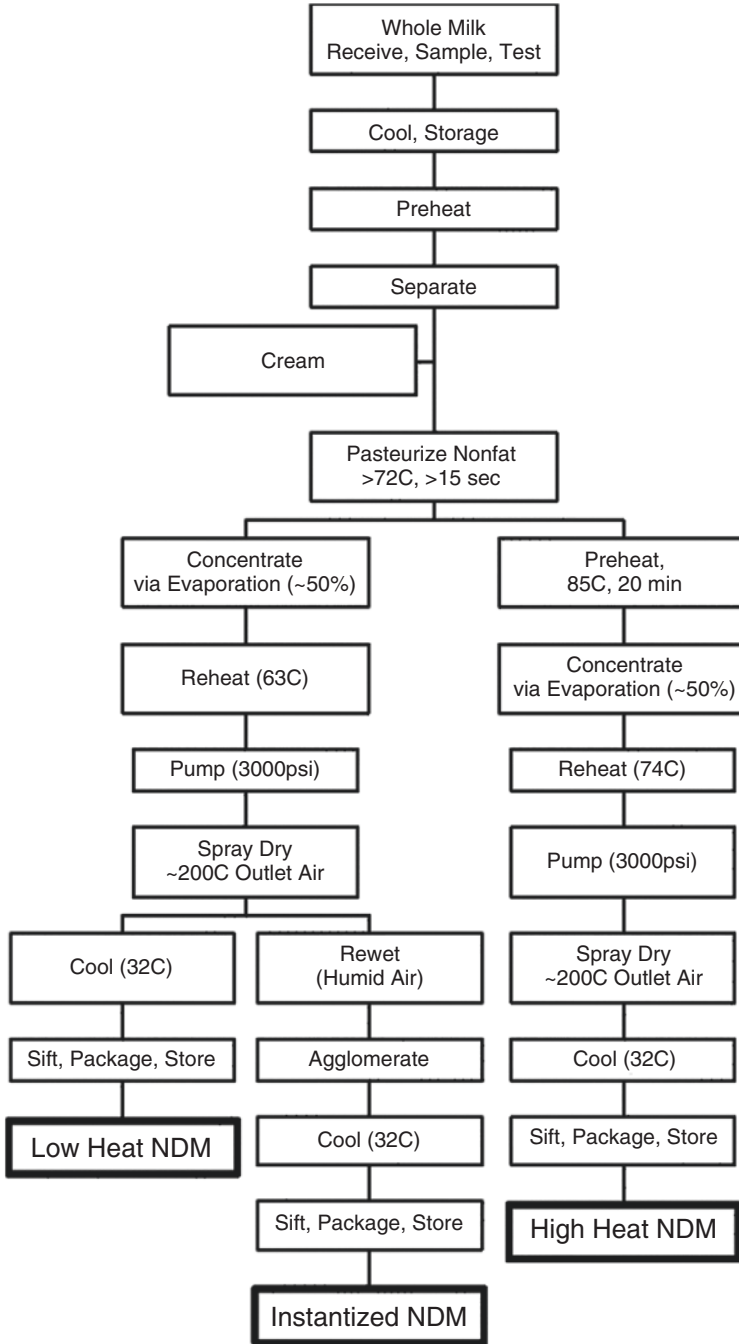 Whole Milk
Receive, Sample, Test
Cool, Storage
Preheat
Separate
Cream
Pasteurize Nonfat
>72C, >15 sec
Concentrate
via Evaporation (~50%)
Reheat (63C)
Pump (3000psi)
Spray Dry
~200C Outlet Air
Cool (32C)
Sift, Package, Store
Low Heat NDM
Rewet
(Humid Air)
Agglomerate
Cool (32C)
Sift, Package, Store
Instantized NDM
Preheat,
85C, 20 min
Concentrate
via Evaporation (~50%)
Reheat (74C)
Pump (3000psi)
Spray Dry
~200C Outlet Air
Cool (32C)
Sift, Package, Store
High Heat NDM